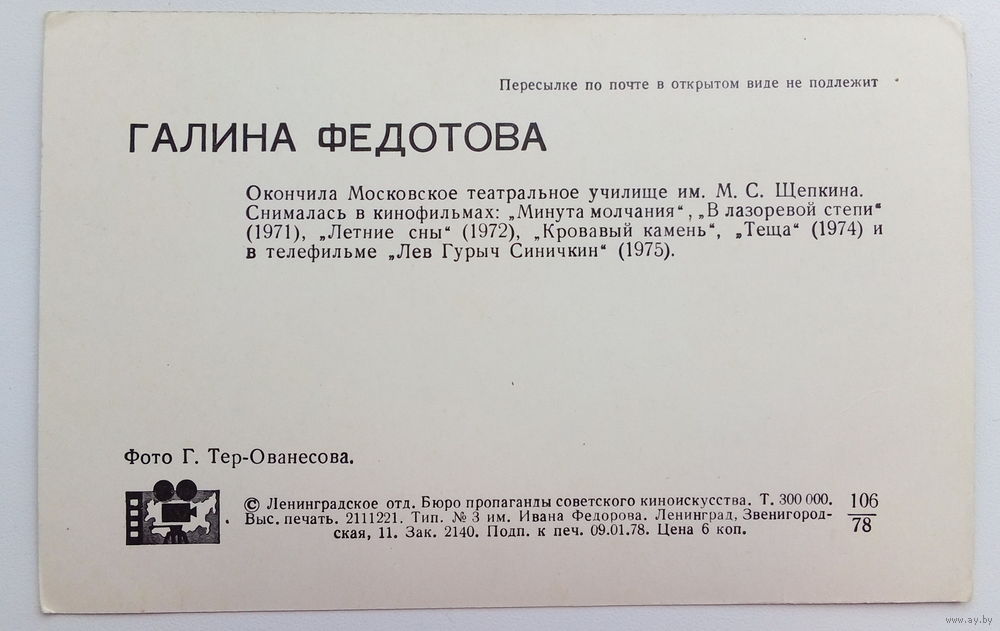 Пересылке по почте в открытом виде не подлежит
ГАЛИНА ФЕДОТОВА
Окончила Московское театральное училище им. М. С. Щепкина.
Снималась в кинофильмах: „Минута молчания“, „В лазоревой степи“
(1971), „Летние сны“ (1972), „Кровавый камень“, „Теща“ (1974) и
в телефильме „Лев Гурыч Синичкин“ (1975).
Фото Г. Тер-Ованесова.
© Ленинградское отд. Бюро пропаганды советского киноискусства. Т. 300 000.
Выс. печать. 2111221. Тип. № 3 им. Ивана Федорова. Ленинград, Звенигород-
ская, 11. Зак. 2140. Подп. к печ. 09.01.78. Цена 6 коп.
106
78
www.ay.by